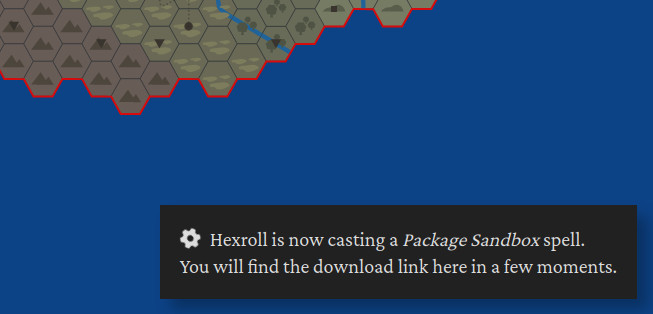 Hexroll is now casting a Package Sandbox spell.
You will find the download link here in a few moments.